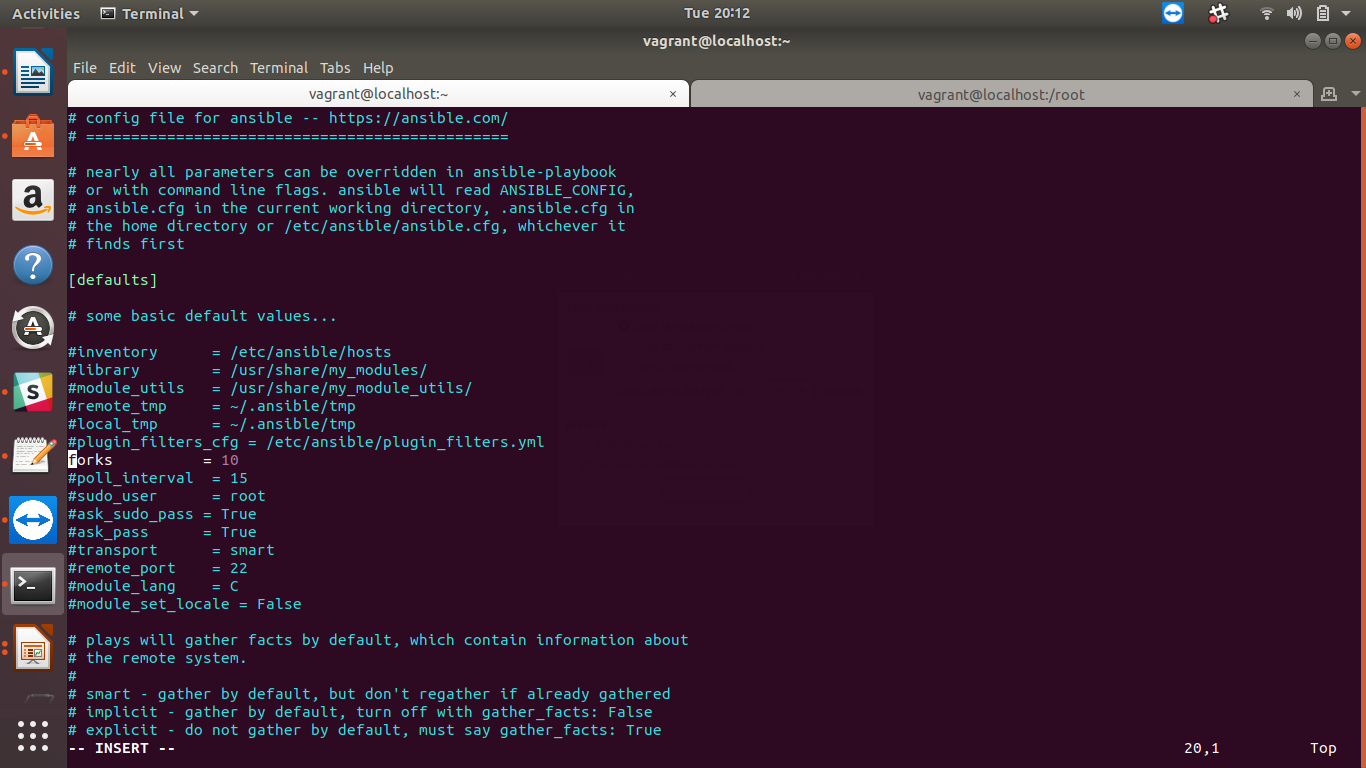 Activities Terminal Tue 20:12
vagrant@localhost:~
File Edit View Search Terminal Tabs Help
vagrant@localhost:~ × vagrant@localhost:/root ×
# config file for ansible -- https://ansible.com/
# ===============================================
# nearly all parameters can be overridden in ansible-playbook
# or with command line flags. ansible will read ANSIBLE_CONFIG,
# ansible.cfg in the current working directory, .ansible.cfg in
# the home directory or /etc/ansible/ansible.cfg, whichever it
# finds first
[defaults]
# some basic default values...
#inventory      = /etc/ansible/hosts
#library        = /usr/share/my_modules/
#module_utils   = /usr/share/my_module_utils/
#remote_tmp     = ~/.ansible/tmp
#local_tmp      = ~/.ansible/tmp
#plugin_filters_cfg = /etc/ansible/plugin_filters.yml
forks          = 10
#poll_interval  = 15
#sudo_user      = root
#ask_sudo_pass = True
#ask_pass      = True
#transport      = smart
#remote_port    = 22
#module_lang    = C
#module_set_locale = False
# plays will gather facts by default, which contain information about
# the remote system.
#
# smart - gather by default, but don't regather if already gathered
# implicit - gather by default, turn off with gather_facts: False
# explicit - do not gather by default, must say gather_facts: True
-- INSERT -- 20,1 Top